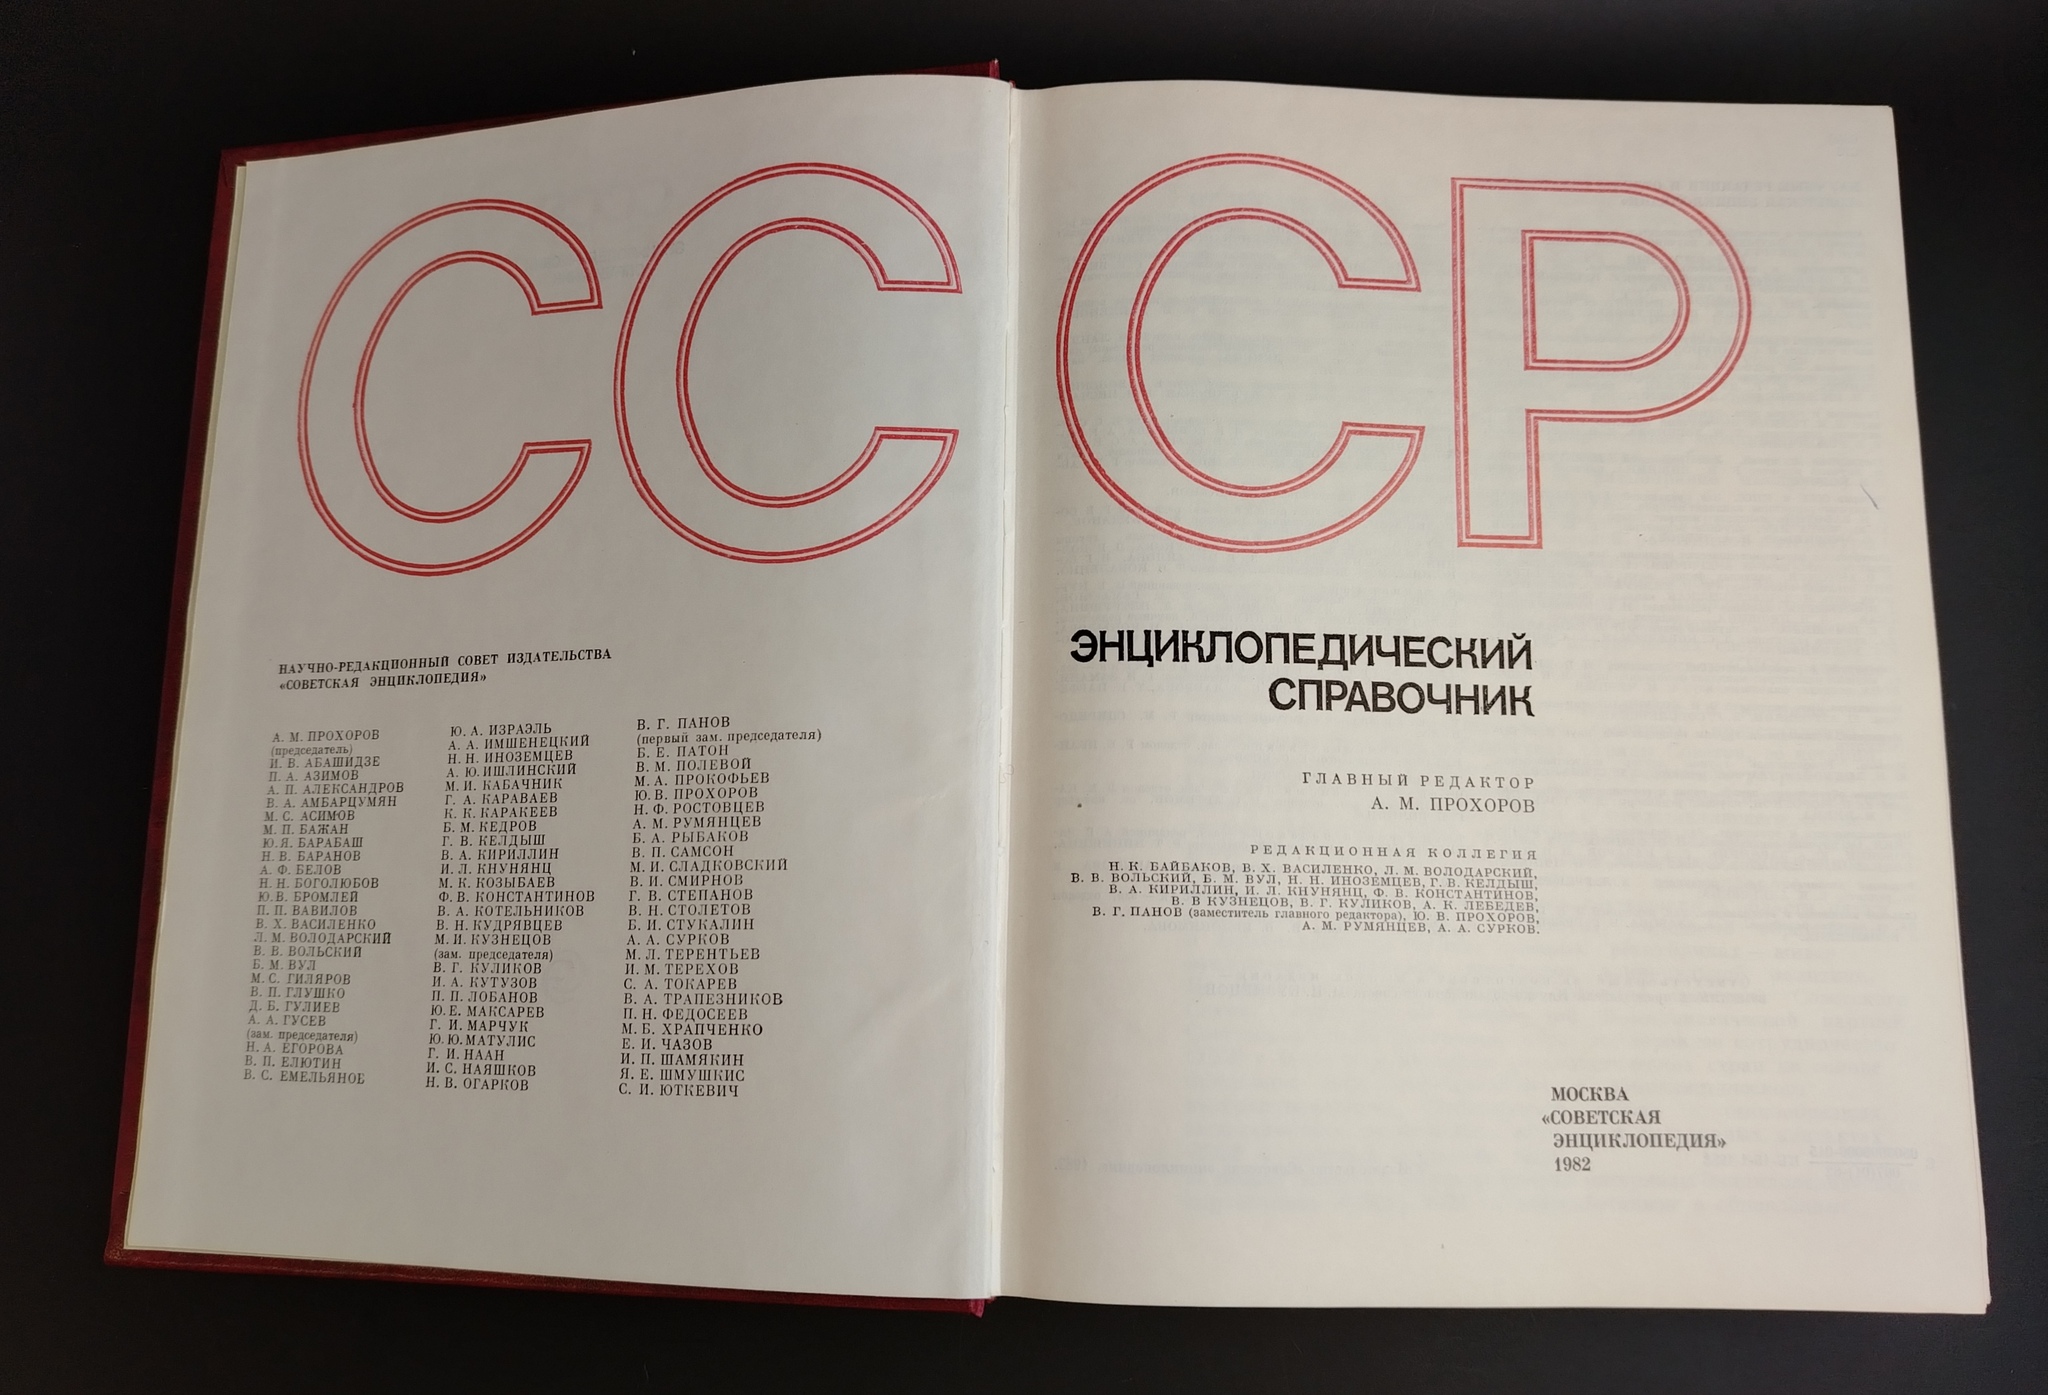 СССР
НАУЧНО-РЕДАКЦИОННЫЙ СОВЕТ ИЗДАТЕЛЬСТВА
«СОВЕТСКАЯ ЭНЦИКЛОПЕДИЯ»
А. М. ПРОХОРОВ
(председатель)
И. В. АБАШИДЗЕ
П. А. АЗИМОВ
А. П. АЛЕКСАНДРОВ
В. А. АМБАРЦУМЯН
М. С. АСИМОВ
М. П. БАЖАН
Ю. Я. БАРАБАШ
Н. В. БАРАНОВ
А. Ф. БЕЛОВ
Н. Н. БОГОЛЮБОВ
Ю. В. БРОМЛЕЙ
П. П. ВАВИЛОВ
В. Х. ВАСИЛЕНКО
Л. М. ВОЛОДАРСКИЙ
В. В. ВОЛЬСКИЙ
Б. М. ВУЛ
М. С. ГИЛЯРОВ
В. П. ГЛУШКО
Д. Б. ГУЛИЕВ
А. А. ГУСЕВ
(зам. председателя)
Н. А. ЕГОРОВА
В. П. ЕЛЮТИН
В. С. ЕМЕЛЬЯНОВ
Ю. А. ИЗРАЭЛЬ
А. А. ИМШЕНЕЦКИЙ
Н. Н. ИНОЗЕМЦЕВ
А. Ю. ИШЛИНСКИЙ
М. И. КАБАЧНИК
Г. А. КАРАВАЕВ
К. К. КАРАКЕЕВ
Б. М. КЕДРОВ
Г. В. КЕЛДЫШ
В. А. КИРИЛЛИН
И. Л. КНУНЯНЦ
М. К. КОЗЫБАЕВ
Ф. В. КОНСТАНТИНОВ
В. А. КОТЕЛЬНИКОВ
В. Н. КУДРЯВЦЕВ
М. И. КУЗНЕЦОВ
(зам. председателя)
В. Г. КУЛИКОВ
И. А. КУТУЗОВ
П. П. ЛОБАНОВ
Ю. Е. МАКСАРЕВ
Г. И. МАРЧУК
Ю. Ю. МАТУЛИС
Г. И. НААН
И. С. НАЯШКОВ
Н. В. ОГАРКОВ
В. Г. ПАНОВ
(первый зам. председателя)
Б. Е. ПАТОН
В. М. ПОЛЕВОЙ
М. А. ПРОКОФЬЕВ
Ю. В. ПРОХОРОВ
Н. Ф. РОСТОВЦЕВ
А. М. РУМЯНЦЕВ
Б. А. РЫБАКОВ
В. П. САМСОН
М. И. СЛАДКОВСКИЙ
В. И. СМИРНОВ
Г. В. СТЕПАНОВ
В. Н. СТОЛЕТОВ
Б. И. СТУКАЛИН
А. А. СУРКОВ
М. Л. ТЕРЕНТЬЕВ
И. М. ТЕРЕХОВ
С. А. ТОКАРЕВ
В. А. ТРАПЕЗНИКОВ
П. Н. ФЕДОСЕЕВ
М. Б. ХРАПЧЕНКО
Е. И. ЧАЗОВ
И. П. ШАМЯКИН
Я. Е. ШМУШКИС
С. И. ЮТКЕВИЧ
ЭНЦИКЛОПЕДИЧЕСКИЙ
СПРАВОЧНИК
ГЛАВНЫЙ РЕДАКТОР
А. М. ПРОХОРОВ
РЕДАКЦИОННАЯ КОЛЛЕГИЯ
Н. К. БАЙБАКОВ, В. Х. ВАСИЛЕНКО, Л. М. ВОЛОДАРСКИЙ,
В. В. ВОЛЬСКИЙ, Б. М. ВУЛ, Н. Н. ИНОЗЕМЦЕВ, Г. В. КЕЛДЫШ,
В. А. КИРИЛЛИН, И. Л. КНУНЯНЦ, Ф. В. КОНСТАНТИНОВ,
В. В КУЗНЕЦОВ, В. Г. КУЛИКОВ, А. К. ЛЕБЕДЕВ,
В. Г. ПАНОВ (заместитель главного редактора), Ю. В. ПРОХОРОВ,
А. М. РУМЯНЦЕВ, А. А. СУРКОВ.
МОСКВА
«СОВЕТСКАЯ
ЭНЦИКЛОПЕДИЯ»
1982